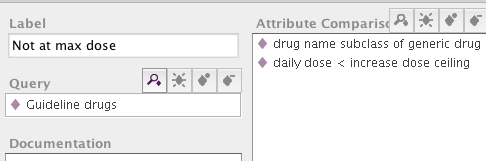 Label
Not at max dose
Query
Guideline drugs
Documentation
Attribute Comparisc
drug name subclass of generic drug
daily dose < increase dose ceiling